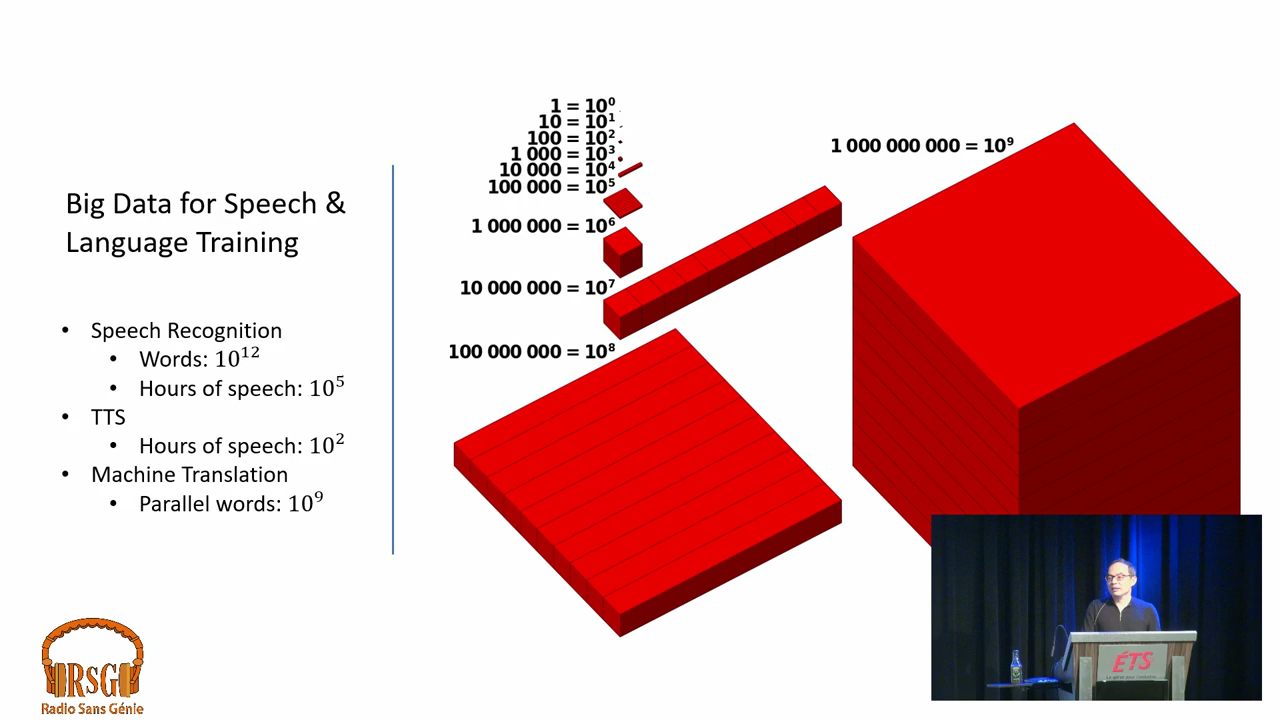 Big Data for Speech &
Language Training
• Speech Recognition
• Words: 10¹²
• Hours of speech: 10⁵
• TTS
• Hours of speech: 10²
• Machine Translation
• Parallel words: 10⁹
1 = 10⁰
10 = 10¹
100 = 10²
1 000 = 10³
10 000 = 10⁴
100 000 = 10⁵
1 000 000 = 10⁶
10 000 000 = 10⁷
100 000 000 = 10⁸
1 000 000 000 = 10⁹
RSG
Radio Sans Génie
ÉTS